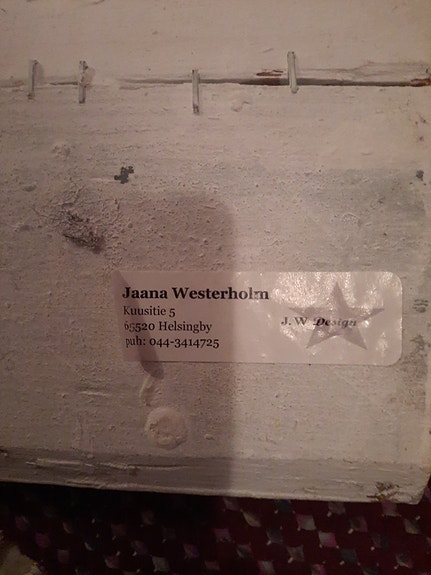 Jaana Westerholm
Kuusitie 5
65520 Helsingby
puh: 044-3414725
J. W Design